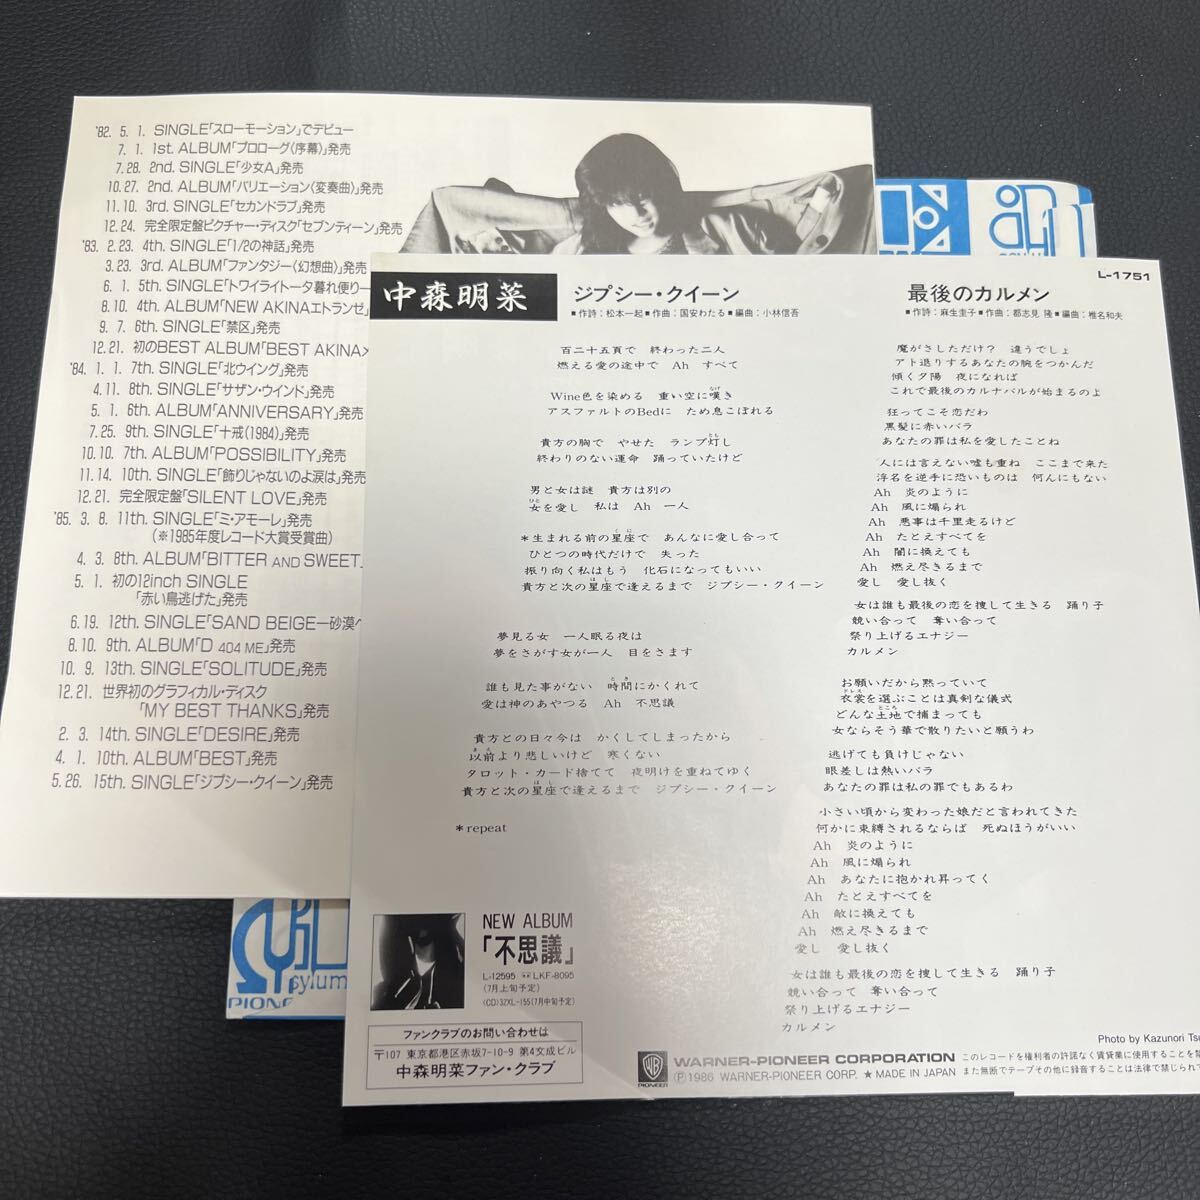 '82. 5. 1. SINGLE「スローモーション」でデビュー
7. 1. 1st. ALBUM「プロローグ〈序幕〉」発売
7.28. 2nd. SINGLE「少女A」発売
10.27. 2nd. ALBUM「バリエーション〈変奏曲〉」発売
11.10. 3rd. SINGLE「セカンドラブ」発売
12.24. 完全限定盤ピクチャー・ディスク「セブンティーン」発売
'83. 2.23. 4th. SINGLE「1/2の神話」発売
3.23. 3rd. ALBUM「ファンタジー〈幻想曲〉」発売
6. 1. 5th. SINGLE「トワイライトー夕暮れ便りー
8.10. 4th. ALBUM「NEW AKINAエトランゼ」
9. 7. 6th. SINGLE「禁区」発売
12.21. 初のBEST ALBUM「BEST AKINA
'84. 1. 1. 7th. SINGLE「北ウイング」発売
4.11. 8th. SINGLE「サザン・ウインド」発売
5. 1. 6th. ALBUM「ANNIVERSARY」発売
7.25. 9th. SINGLE「十戒(1984)」発売
10.10. 7th. ALBUM「POSSIBILITY」発売
11.14. 10th. SINGLE「飾りじゃないのよ涙は」発売
12.21. 完全限定盤「SILENT LOVE」発売
'85. 3. 8. 11th. SINGLE「ミ・アモーレ」発売
(※1985年度レコード大賞受賞曲)
4. 3. 8th. ALBUM「BITTER AND SWEET」
5. 1. 初の12inch SINGLE
「赤い鳥逃げた」発売
6.19. 12th. SINGLE「SAND BEIGEー砂漠へ
8.10. 9th. ALBUM「D 404 ME」発売
10. 9. 13th. SINGLE「SOLITUDE」発売
12.21. 世界初のグラフィカル・ディスク
「MY BEST THANKS」発売
2. 3. 14th. SINGLE「DESIRE」発売
4. 1. 10th. ALBUM「BEST」発売
5.26. 15th. SINGLE「ジプシー・クイーン」発売
L-1751
中森明菜
ジプシー・クイーン
■作詩：松本一起■作曲：国安わたる■編曲：小林信吾
百二十五頁で 終わった二人
燃える愛の途中で Ah すべて
Wine色を染める 重い空に嘆き
アスファルトのBedに ため息こぼれる
貴方の胸で やせた ランプ灯し
終わりのない運命 踊っていたけど
男と女は謎 貴方は別の
女を愛し 私は Ah 一人
*生まれる前の星座で あんなに愛し合って
ひとつの時代だけで 失った
振り向く私はもう 化石になってもいい
貴方と次の星座で逢えるまで ジプシー・クイーン
夢見る女 一人眠る夜は
夢をさがす女が一人 目をさます
誰も見た事がない 時間にかくれて
愛は神のあやつる Ah 不思議
貴方との日々今は かくしてしまったから
以前より悲しいけど 寒くない
タロット・カード捨てて 夜明けを重ねてゆく
貴方と次の星座で逢えるまで ジプシー・クイーン
*repeat
最後のカルメン
■作詩：麻生圭子■作曲：都志見 隆■編曲：椎名和夫
魔がさしただけ？ 違うでしょ
アト退りするあなたの腕をつかんだ
傾く夕陽 夜になれば
これで最後のカルナバルが始まるのよ
狂ってこそ恋だわ
黒髪に赤いバラ
あなたの罪は私を愛したことね
人には言えない嘘も重ね ここまで来た
浮名を逆手に恐いものは 何んにもない
Ah 炎のように
Ah 風に煽られ
Ah 悪事は千里走るけど
Ah たとえすべてを
Ah 闇に換えても
Ah 燃え尽きるまで
愛し 愛し抜く
女は誰も最後の恋を捜して生きる 踊り子
競い合って 奪い合って
祭り上げるエナジー
カルメン
お願いだから黙っていて
衣裳を選ぶことは真剣な儀式
どんな土地で捕まっても
女ならそう華で散りたいと願うわ
逃げても負けじゃない
眼差しは熱いバラ
あなたの罪は私の罪でもあるわ
小さい頃から変わった娘だと言われてきた
何かに束縛されるならば 死ぬほうがいい
Ah 炎のように
Ah 風に煽られ
Ah あなたに抱かれ昇ってく
Ah たとえすべてを
Ah 敵に換えても
Ah 燃え尽きるまで
愛し 愛し抜く
女は誰も最後の恋を捜して生きる 踊り子
競い合って 奪い合って
祭り上げるエナジー
カルメン
NEW ALBUM
「不思議」
L-12595 LKF-8095
(7月上旬予定)
(CD)32XL-155(7月中旬予定)
ファンクラブのお問い合わせは
〒107 東京都港区赤坂7-10-9 第4文成ビル
中森明菜ファン・クラブ
Photo by Kazunori Tsu
WARNER-PIONEER CORPORATION
Ⓟ1986 WARNER-PIONEER CORP. ★ MADE IN JAPAN
このレコードを権利者の許諾なく賃貸業に使用することを
また無断でテープその他に録音することは法律で禁じられて
PIONEER
sylum
PIONE